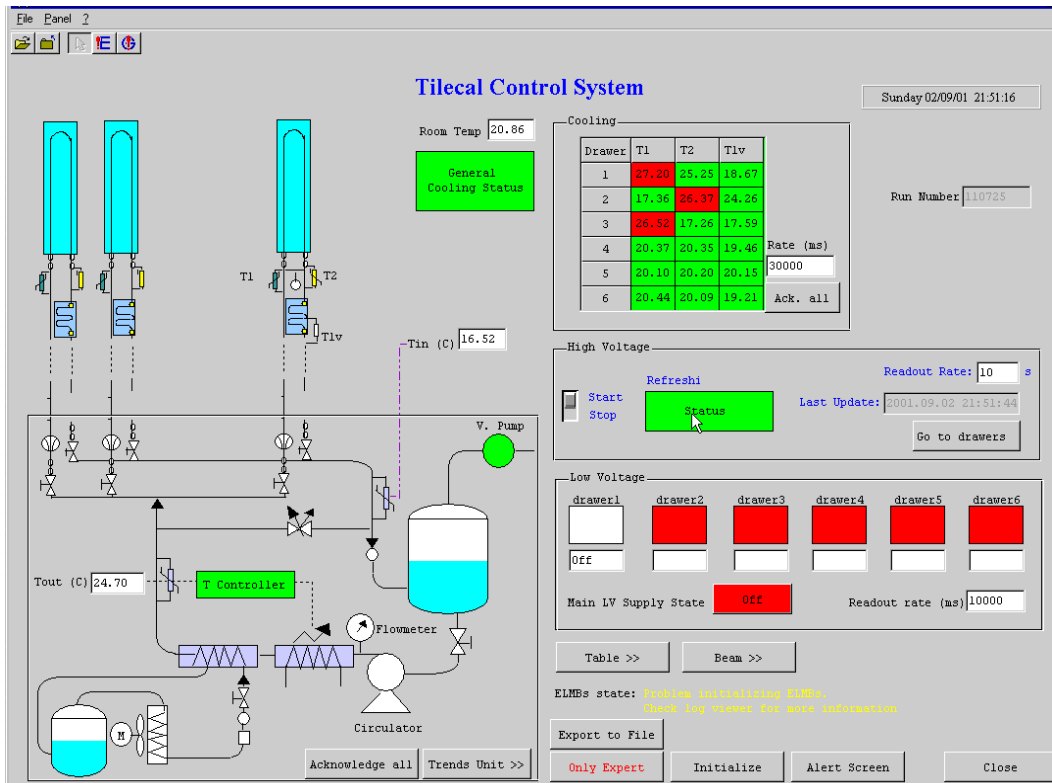 File Panel ?
Tilecal Control System
Sunday 02/09/01 21:51:16
Room Temp 20.86
General
Cooling Status
Cooling
Drawer T1 T2 Tlv
1 27.20 25.25 18.67
2 17.36 26.37 24.26
3 26.52 17.26 17.59
4 20.37 20.35 19.46
5 20.10 20.20 20.15
6 20.44 20.09 19.21
Rate (ms)
30000
Ack. all
Run Number 110725
T1 T2
Tlv
Tin (C) 16.52
High Voltage
Readout Rate: 10 s
Refreshi
Start
Stop
Status
Last Update: 2001.09.02 21:51:44
Go to drawers
V. Pump
Low Voltage
drawer1 drawer2 drawer3 drawer4 drawer5 drawer6
Off
Main LV Supply State Off Readout rate (ms) 10000
Tout (C) 24.70
T Controller
Flowmeter
Circulator
M
Table >> Beam >>
ELMBs state: Problem initializing ELMBs.
Check log viewer for more information
Export to File
Acknowledge all Trends Unit >>
Only Expert Initialize Alert Screen Close